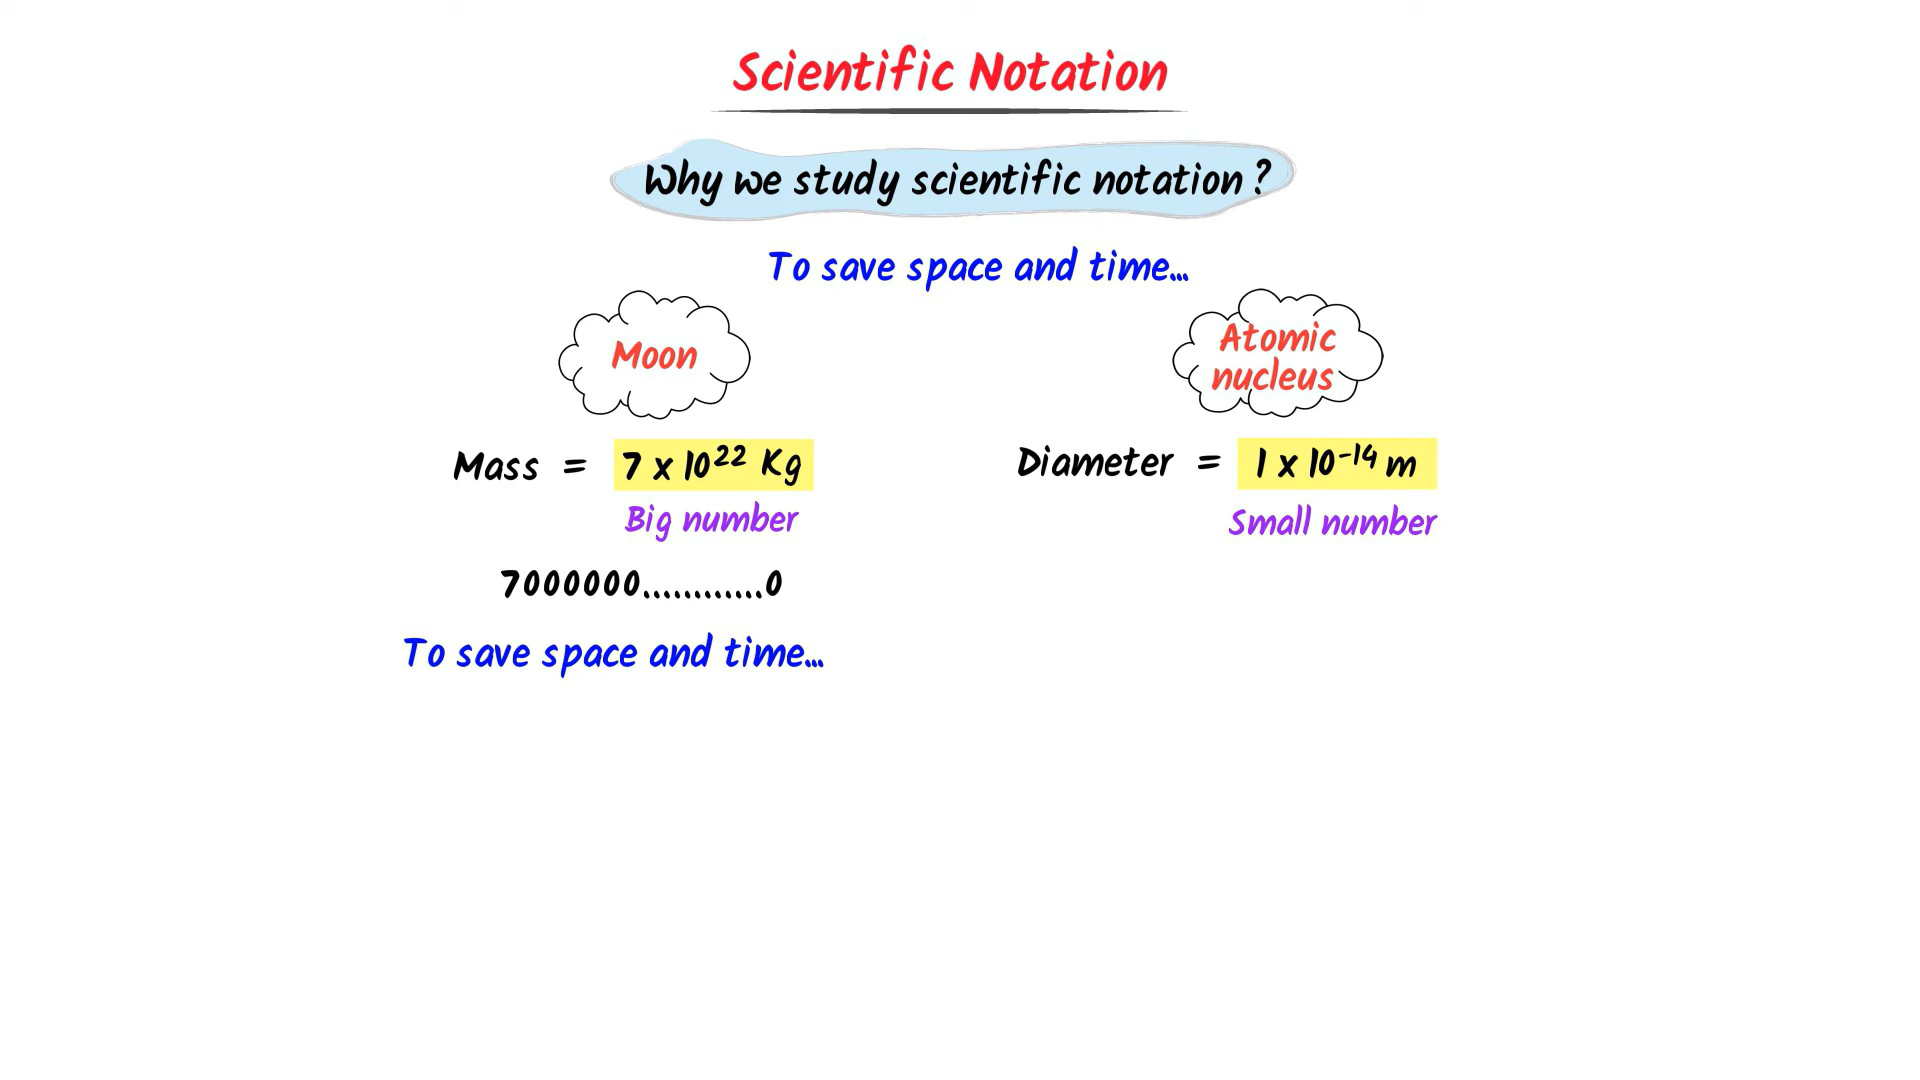 Scientific Notation
Why we study scientific notation ?
To save space and time...
Moon
Mass = 7 x 10²² Kg
Big number
7000000............0
To save space and time...
Atomic
nucleus
Diameter = 1 x 10⁻¹⁴ m
Small number